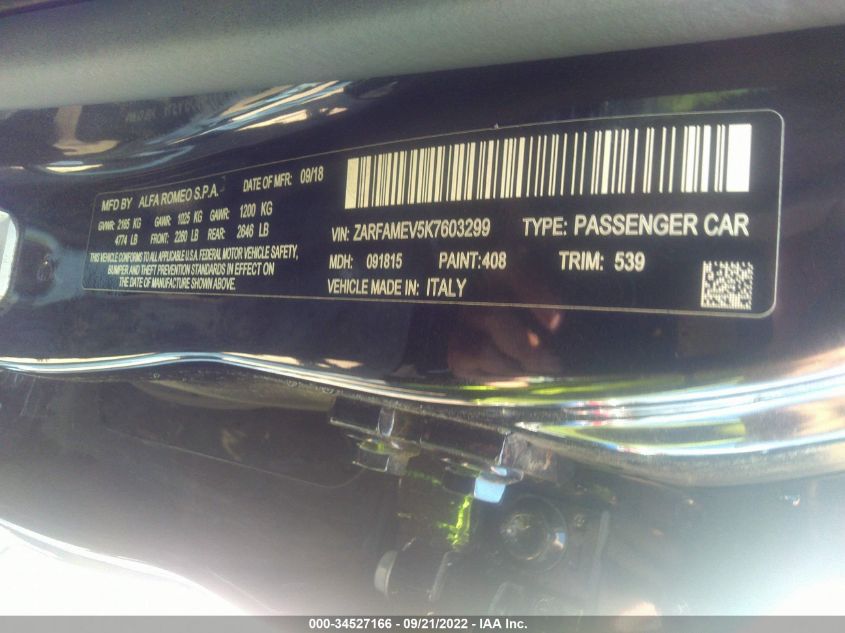 MFD BY ALFA ROMEO S.P.A. DATE OF MFR: 09/18
GVWR: 2165 KG GAWR: 1025 KG GAWR: 1200 KG
4774 LB FRONT: 2260 LB REAR: 2646 LB
THIS VEHICLE CONFORMS TO ALL APPLICABLE U.S.A. FEDERAL MOTOR VEHICLE SAFETY,
BUMPER AND THEFT PREVENTION STANDARDS IN EFFECT ON
THE DATE OF MANUFACTURE SHOWN ABOVE.
VIN: ZARFAMEV5K7603299 TYPE: PASSENGER CAR
MDH: 091815 PAINT: 408 TRIM: 539
VEHICLE MADE IN: ITALY
000-34527166 - 09/21/2022 - IAA Inc.